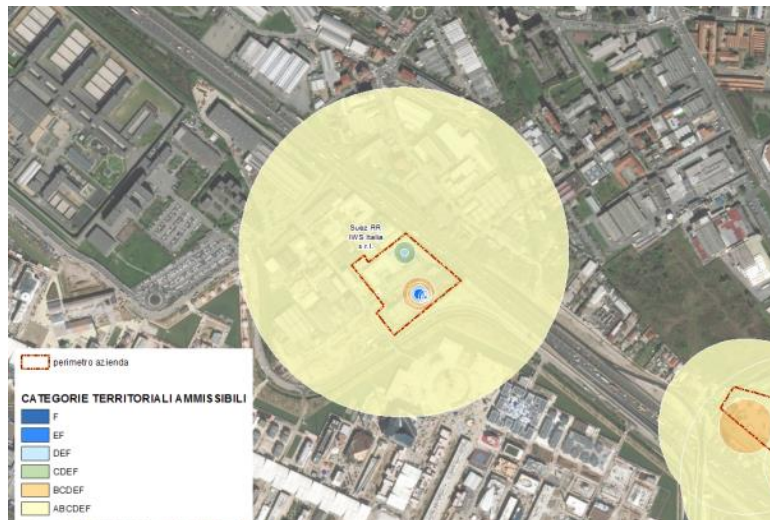 Suez RR
IWS Italia
s.r.l.
perimetro azienda
CATEGORIE TERRITORIALI AMMISSIBILI
F
EF
DEF
CDEF
BCDEF
ABCDEF